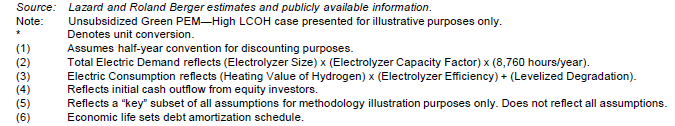 Source: Lazard and Roland Berger estimates and publicly available information.
Note: Unsubsidized Green PEM—High LCOH case presented for illustrative purposes only.
* Denotes unit conversion.
(1) Assumes half-year convention for discounting purposes.
(2) Total Electric Demand reflects (Electrolyzer Size) x (Electrolyzer Capacity Factor) x (8,760 hours/year).
(3) Electric Consumption reflects (Heating Value of Hydrogen) x (Electrolyzer Efficiency) + (Levelized Degradation).
(4) Reflects initial cash outflow from equity investors.
(5) Reflects a “key” subset of all assumptions for methodology illustration purposes only. Does not reflect all assumptions.
(6) Economic life sets debt amortization schedule.